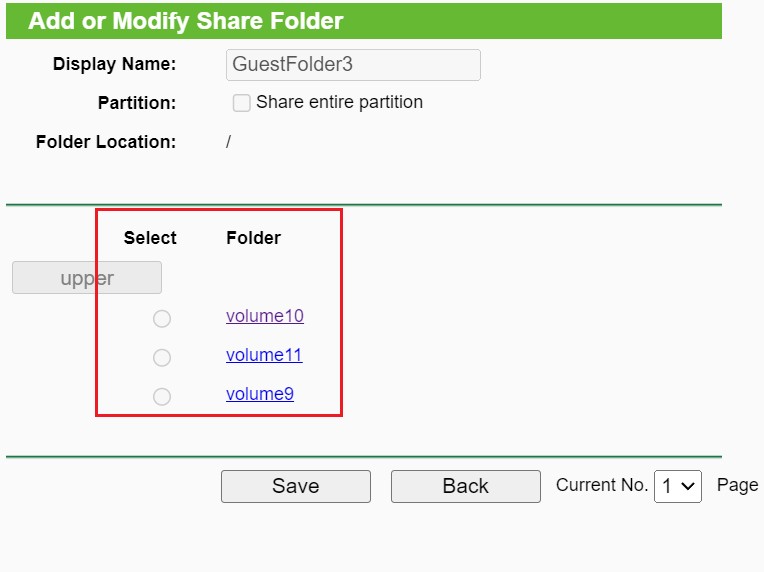 Add or Modify Share Folder
Display Name: GuestFolder3
Partition: Share entire partition
Folder Location: /
Select Folder
upper
volume10
volume11
volume9
Save Back Current No. 1 Page